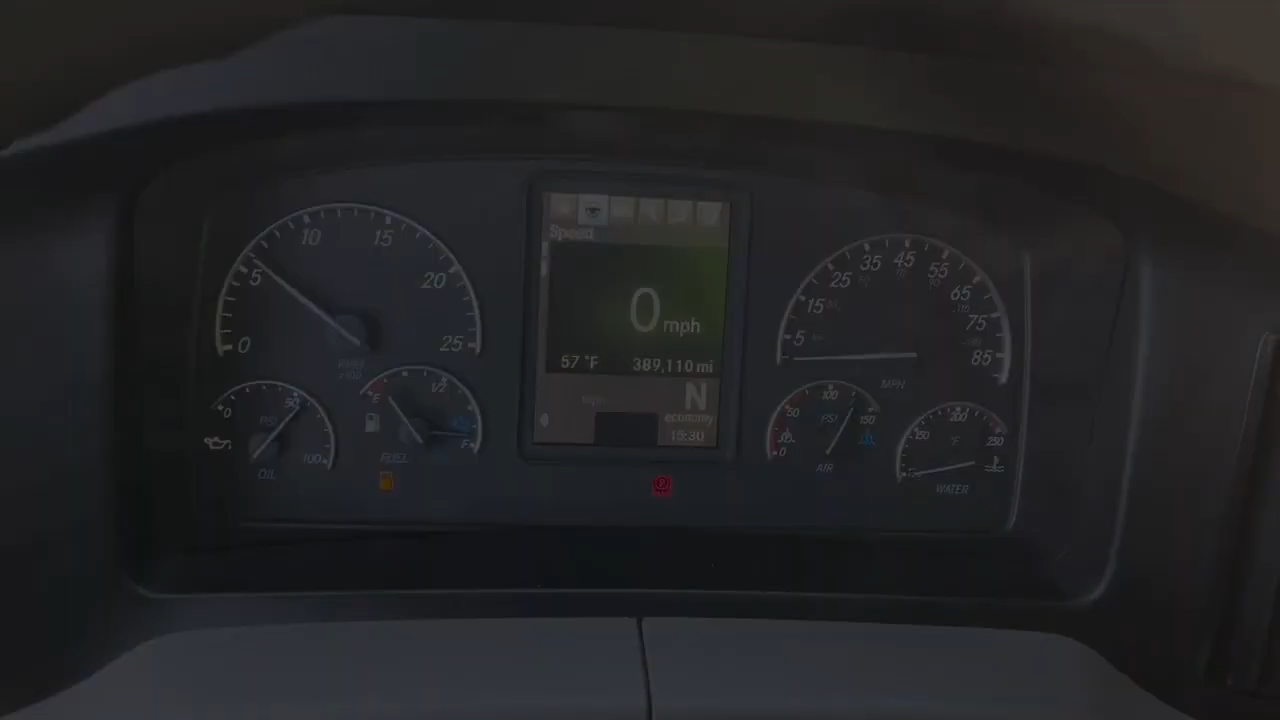 10 15
5 20
0 25
RPM
x100
0 50 100
PSI
OIL
E 1/2 F
FUEL
Speed
0 mph
57 °F 389,110 mi
N
economy
15:30
5 15 25 35 45 55 65 75 85
MPH
0 50 100 150
PSI
AIR
150 200 250
°F
WATER